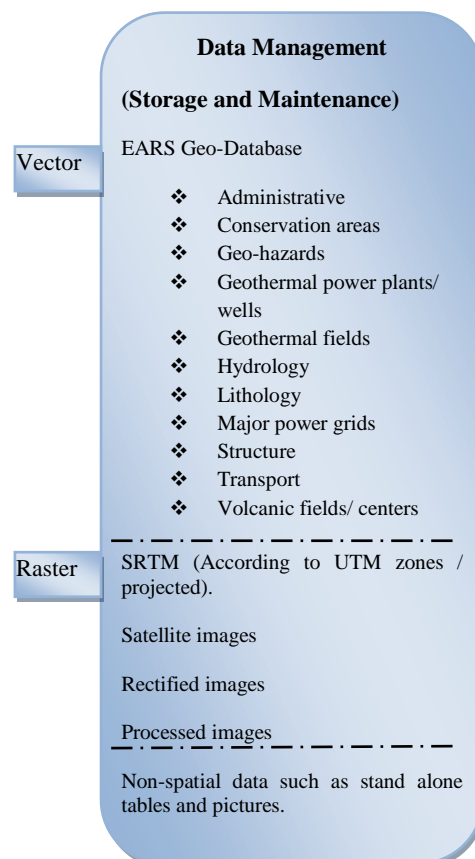 Data Management
(Storage and Maintenance)
Vector
EARS Geo-Database
❖ Administrative
❖ Conservation areas
❖ Geo-hazards
❖ Geothermal power plants/
wells
❖ Geothermal fields
❖ Hydrology
❖ Lithology
❖ Major power grids
❖ Structure
❖ Transport
❖ Volcanic fields/ centers
Raster
SRTM (According to UTM zones /
projected).
Satellite images
Rectified images
Processed images
Non-spatial data such as stand alone
tables and pictures.